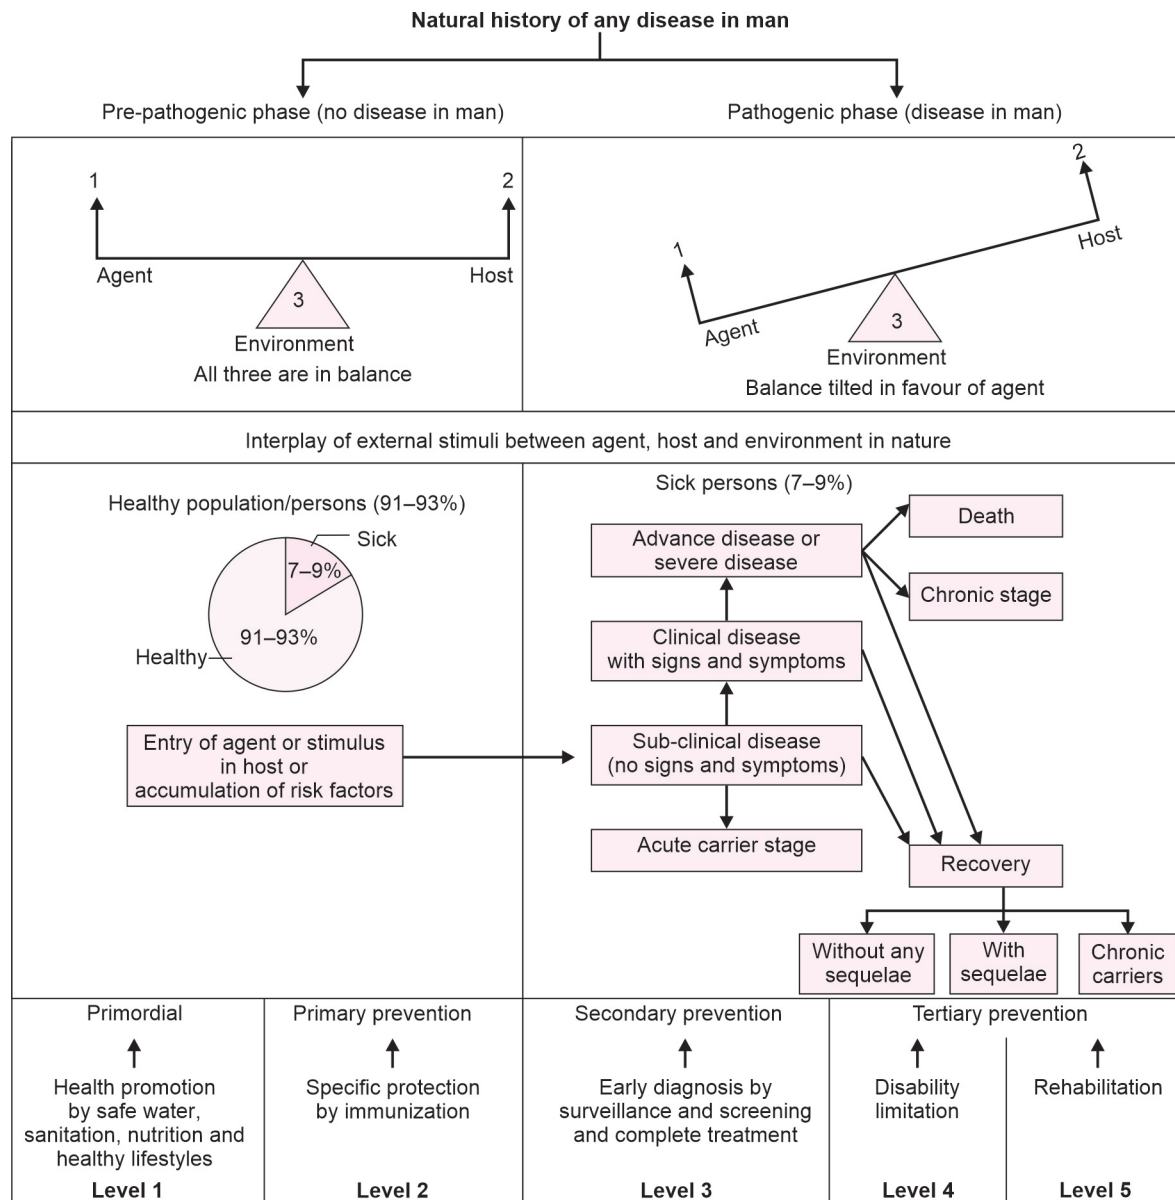 Natural history of any disease in man
Pre-pathogenic phase (no disease in man)
Pathogenic phase (disease in man)
1
2
Agent
Host
3
Environment
All three are in balance
1
2
Agent
Host
3
Environment
Balance tilted in favour of agent
Interplay of external stimuli between agent, host and environment in nature
Healthy population/persons (91–93%)
Sick
7–9%
91–93%
Healthy
Entry of agent or stimulus
in host or
accumulation of risk factors
Sick persons (7–9%)
Advance disease or
severe disease
Death
Chronic stage
Clinical disease
with signs and symptoms
Sub-clinical disease
(no signs and symptoms)
Acute carrier stage
Recovery
Without any
sequelae
With
sequelae
Chronic
carriers
Primordial
Health promotion
by safe water,
sanitation, nutrition and
healthy lifestyles
Level 1
Primary prevention
Specific protection
by immunization
Level 2
Secondary prevention
Early diagnosis by
surveillance and screening
and complete treatment
Level 3
Tertiary prevention
Disability
limitation
Level 4
Rehabilitation
Level 5